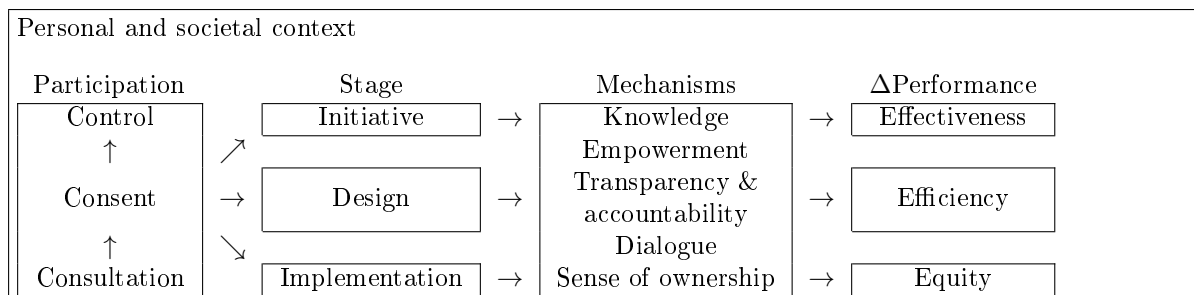 Personal and societal context
Participation Stage Mechanisms ΔPerformance
Control Initiative → Knowledge → Effectiveness
↑ ↗ Empowerment
Consent → Design → Transparency & accountability → Efficiency
↑ ↘ Dialogue
Consultation Implementation → Sense of ownership → Equity